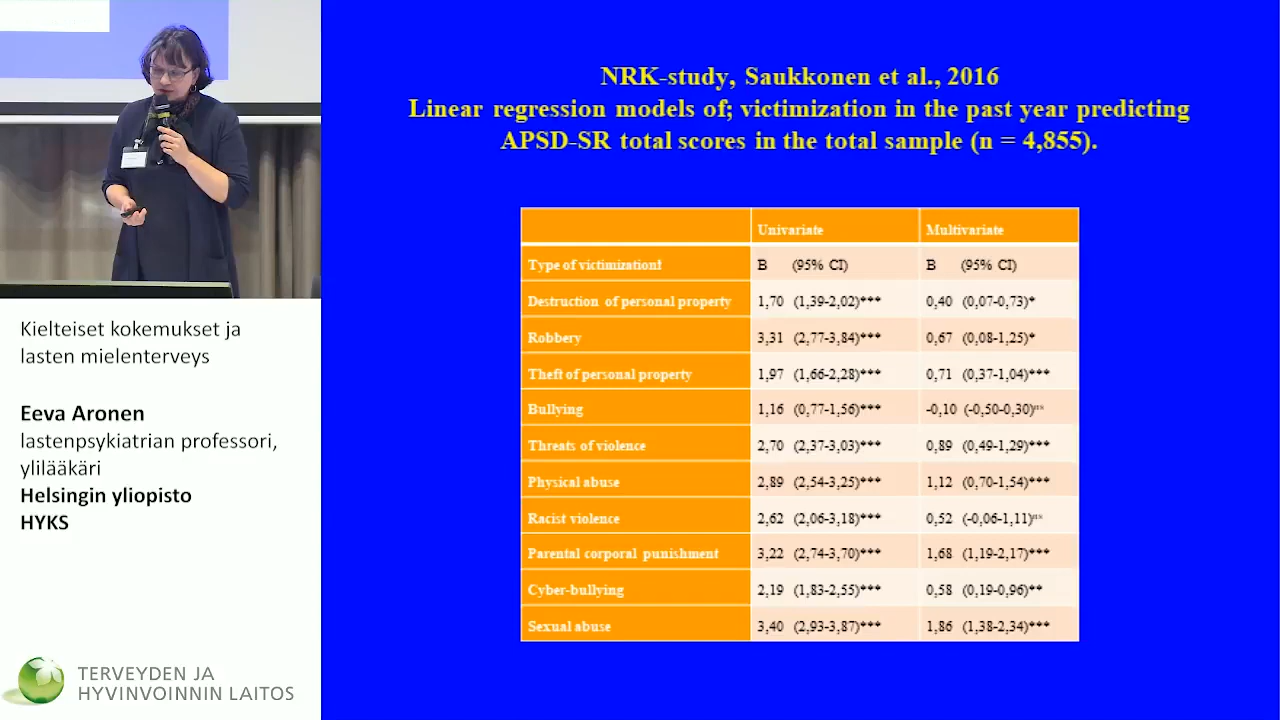 NRK-study, Saukkonen et al., 2016
Linear regression models of; victimization in the past year predicting
APSD-SR total scores in the total sample (n = 4,855).
Univariate Multivariate
Type of victimization† B (95% CI) B (95% CI)
Destruction of personal property 1,70 (1,39-2,02)*** 0,40 (0,07-0,73)*
Robbery 3,31 (2,77-3,84)*** 0,67 (0,08-1,25)*
Theft of personal property 1,97 (1,66-2,28)*** 0,71 (0,37-1,04)***
Bullying 1,16 (0,77-1,56)*** -0,10 (-0,50-0,30)ns
Threats of violence 2,70 (2,37-3,03)*** 0,89 (0,49-1,29)***
Physical abuse 2,89 (2,54-3,25)*** 1,12 (0,70-1,54)***
Racist violence 2,62 (2,06-3,18)*** 0,52 (-0,06-1,11)ns
Parental corporal punishment 3,22 (2,74-3,70)*** 1,68 (1,19-2,17)***
Cyber-bullying 2,19 (1,83-2,55)*** 0,58 (0,19-0,96)**
Sexual abuse 3,40 (2,93-3,87)*** 1,86 (1,38-2,34)***
Kielteiset kokemukset ja
lasten mielenterveys
Eeva Aronen
lastenpsykiatrian professori,
ylilääkäri
Helsingin yliopisto
HYKS
TERVEYDEN JA
HYVINVOINNIN LAITOS